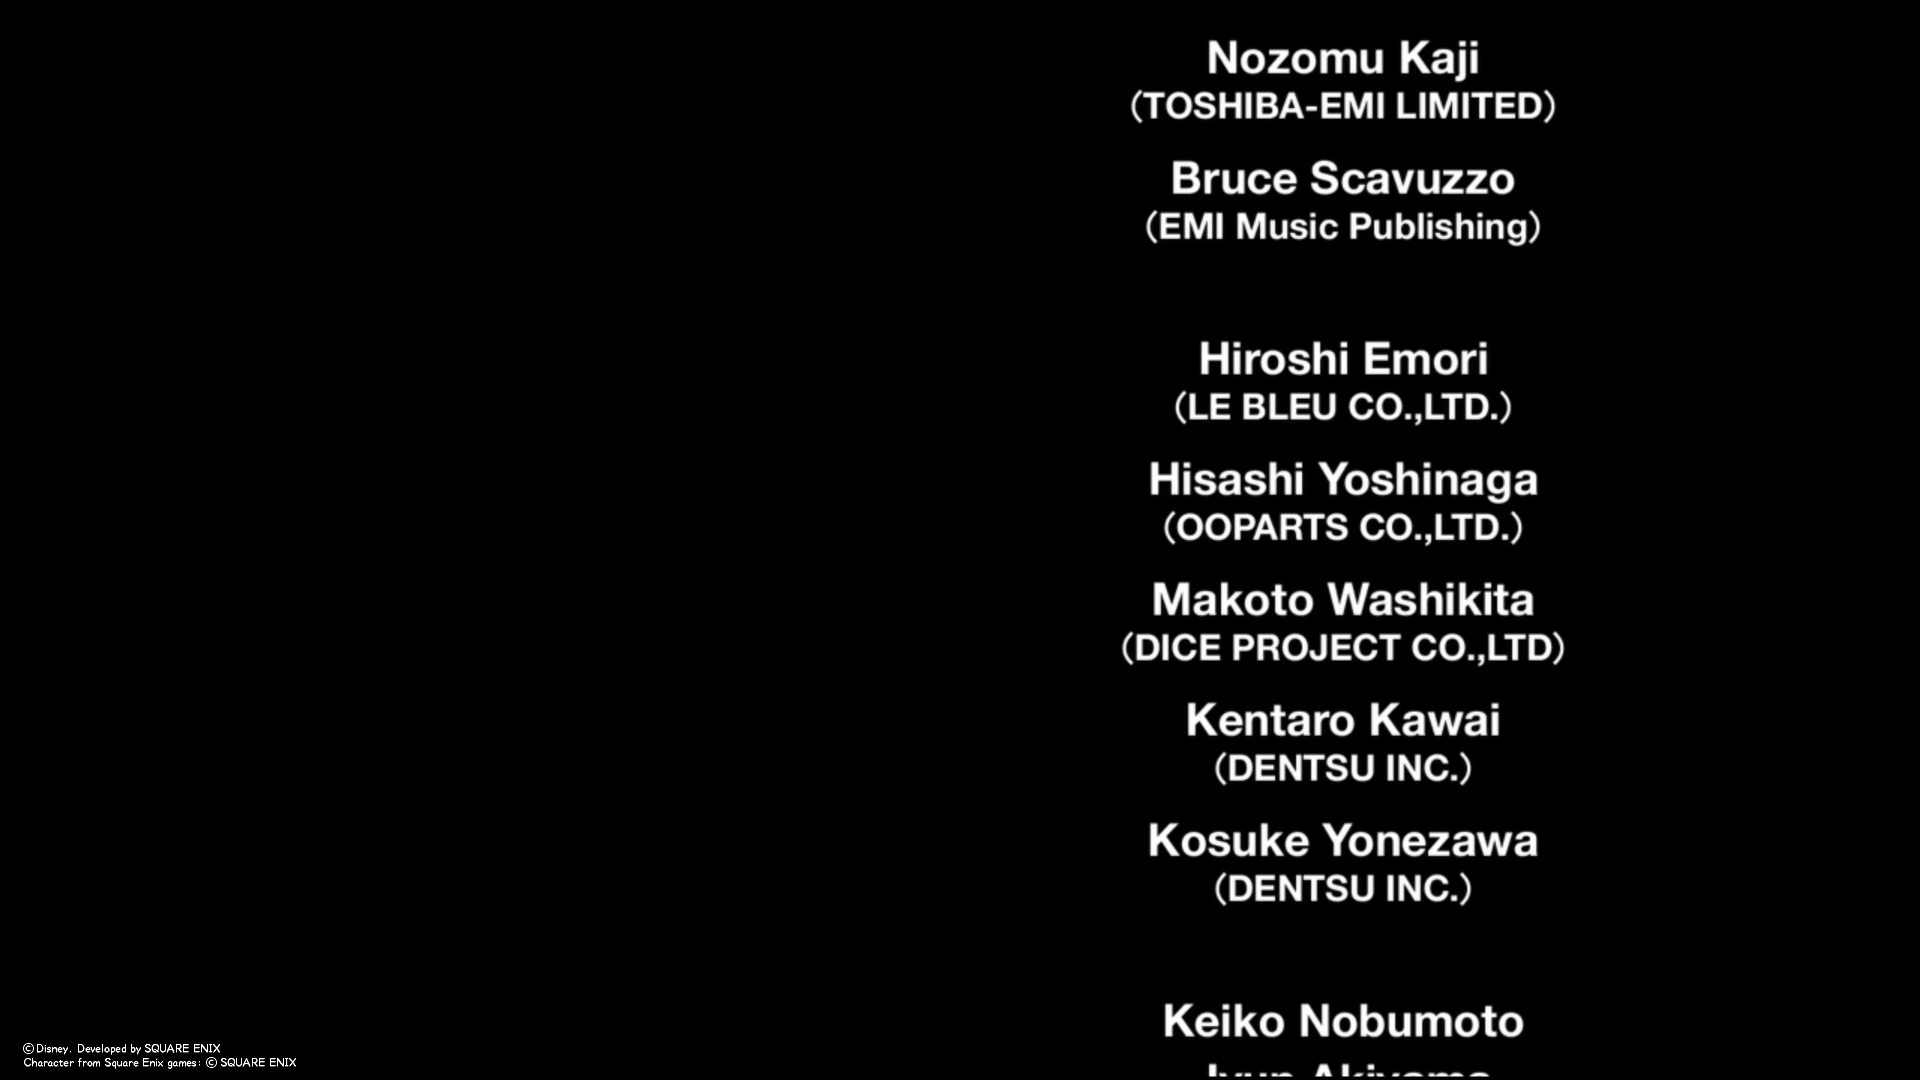 Nozomu Kaji
(TOSHIBA-EMI LIMITED)
Bruce Scavuzzo
(EMI Music Publishing)
Hiroshi Emori
(LE BLEU CO.,LTD.)
Hisashi Yoshinaga
(OOPARTS CO.,LTD.)
Makoto Washikita
(DICE PROJECT CO.,LTD)
Kentaro Kawai
(DENTSU INC.)
Kosuke Yonezawa
(DENTSU INC.)
Keiko Nobumoto
Akiyama
©Disney. Developed by SQUARE ENIX
Character from Square Enix games: © SQUARE ENIX